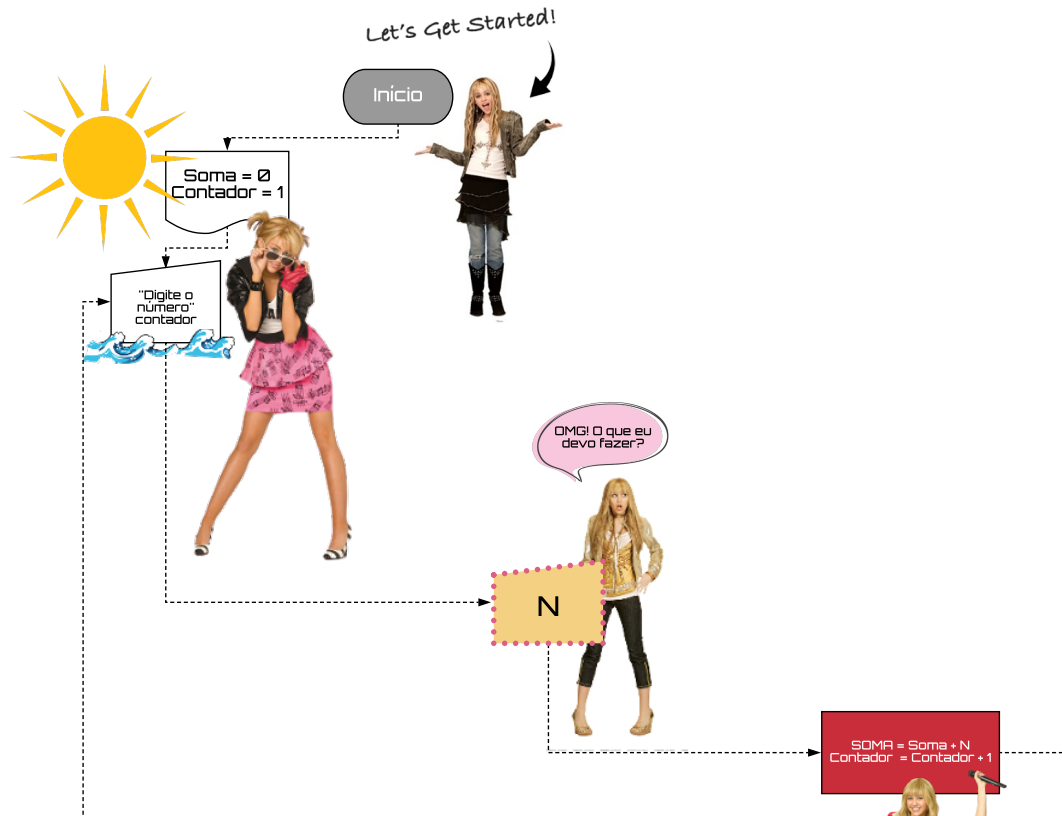 Let's Get Started!
Início
Soma = 0
Contador = 1
"Digite o
número"
contador
OMG! O que eu
devo fazer?
N
SOMA = Soma + N
Contador = Contador + 1